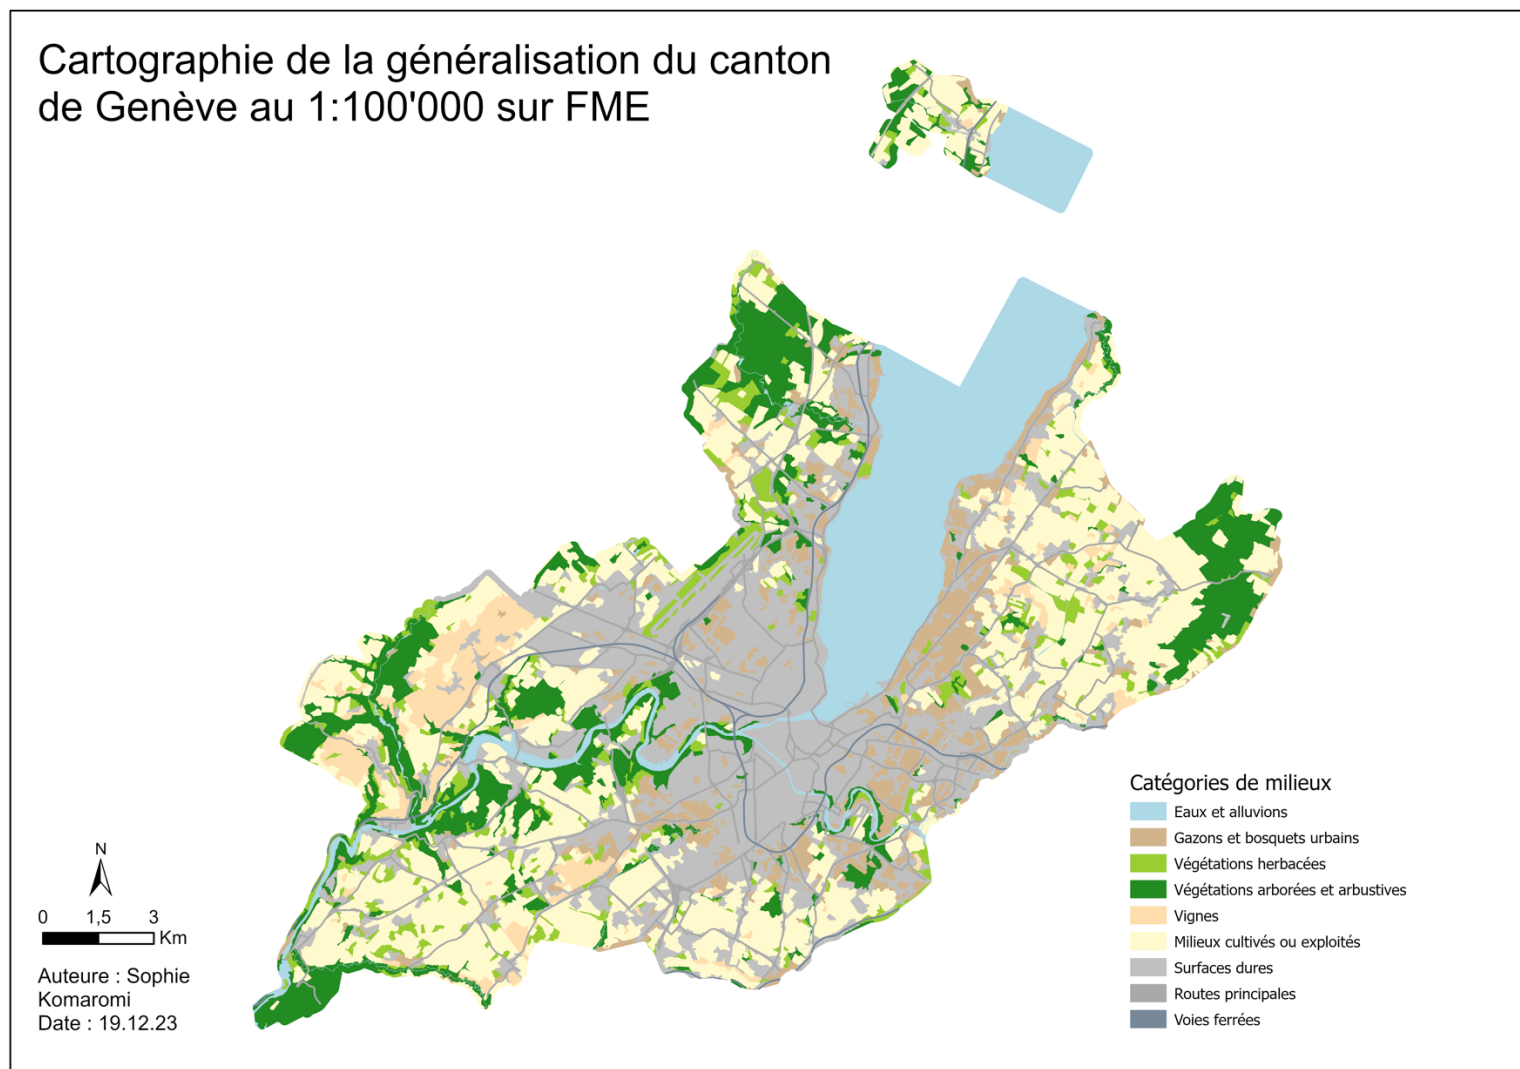 Cartographie de la généralisation du canton
de Genève au 1:100'000 sur FME
N
0 1,5 3
Km
Auteure : Sophie
Komaromi
Date : 19.12.23
Catégories de milieux
Eaux et alluvions
Gazons et bosquets urbains
Végétations herbacées
Végétations arborées et arbustives
Vignes
Milieux cultivés ou exploités
Surfaces dures
Routes principales
Voies ferrées